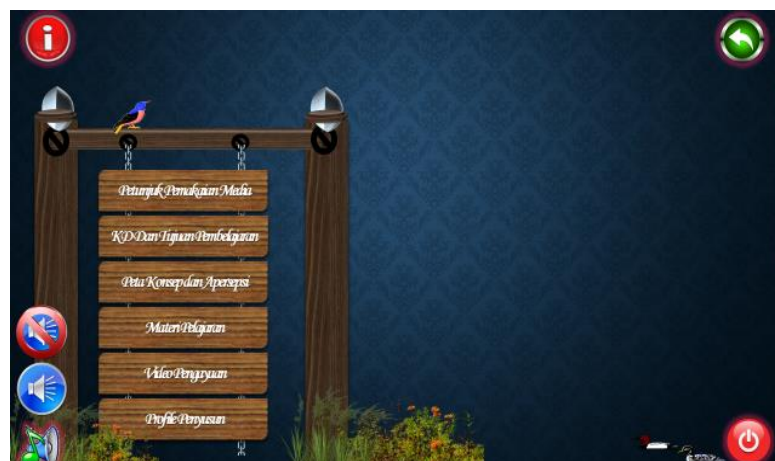 Petunjuk Pemakaian Media
KD Dan Tujuan Pembelajaran
Peta Konsep dan Apersepsi
Materi Pelajaran
Video Pengayaan
Profile Penyusun